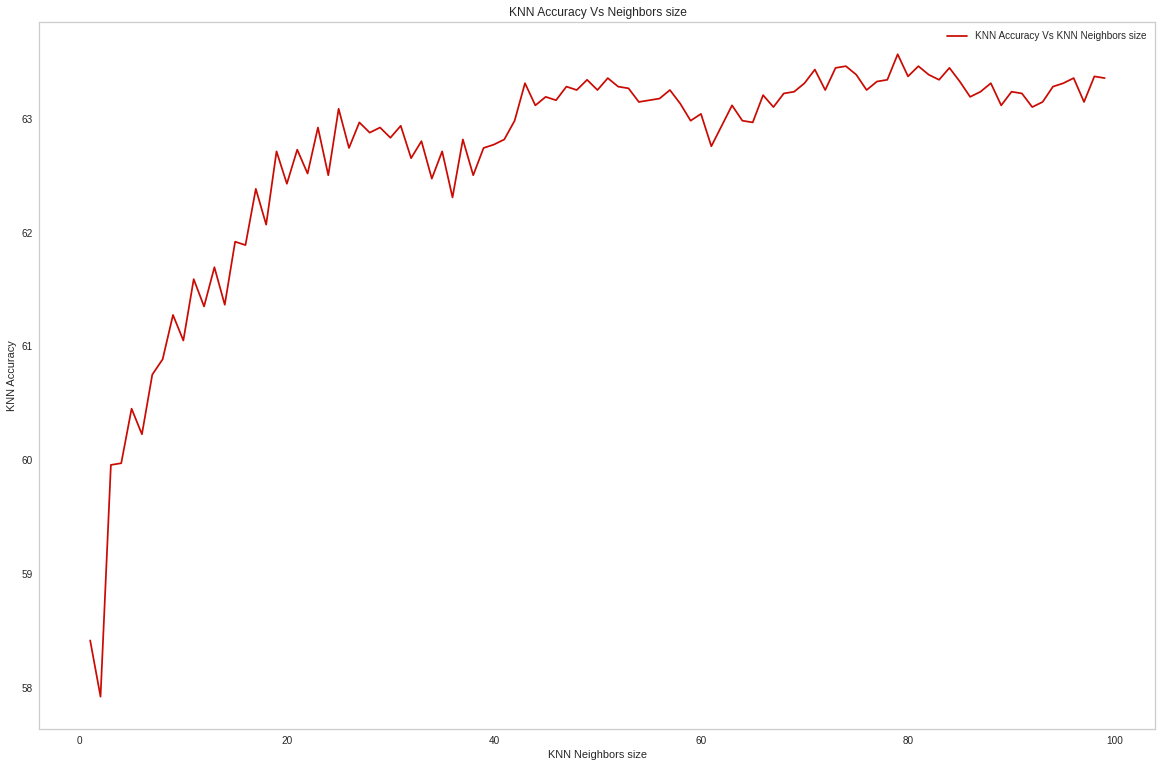 KNN Accuracy Vs Neighbors size
KNN Accuracy Vs KNN Neighbors size
63
62
61
60
59
58
KNN Accuracy
0 20 40 60 80 100
KNN Neighbors size